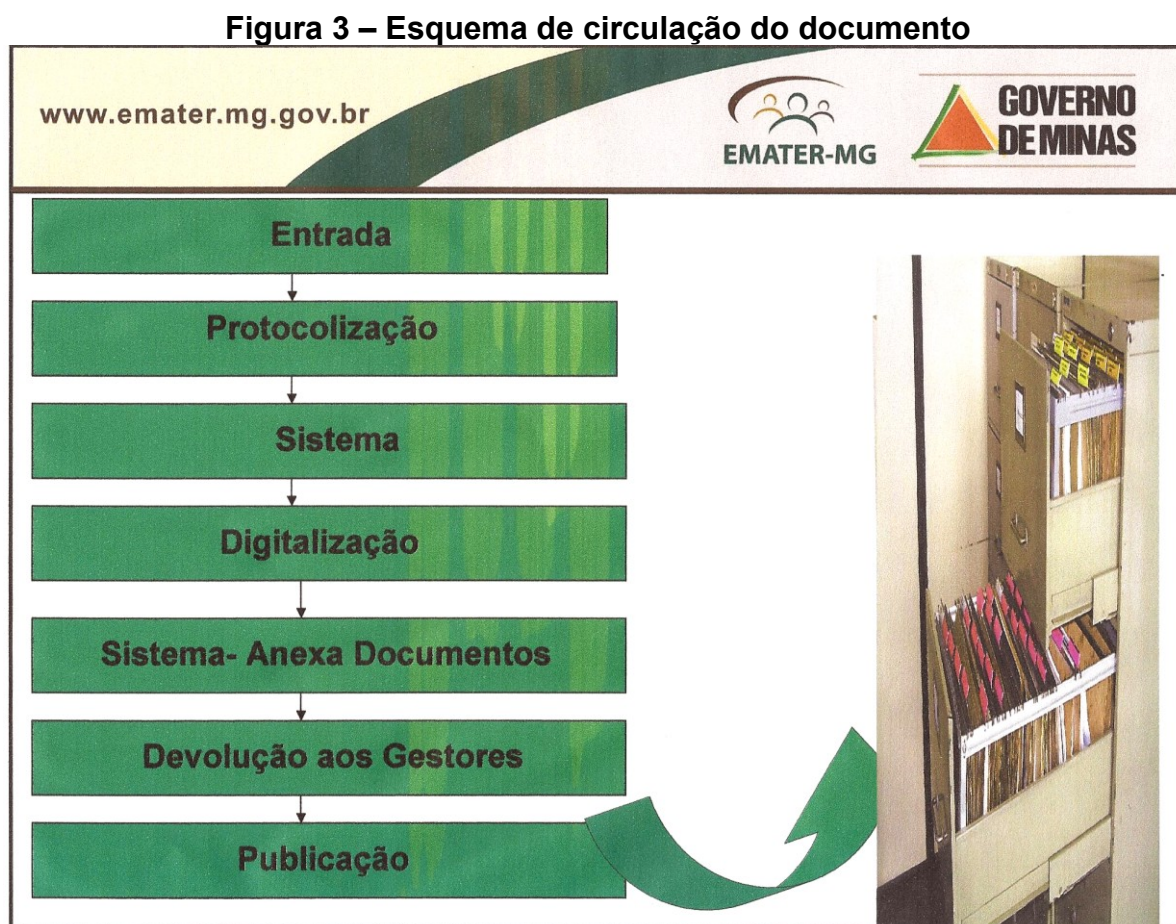 Figura 3 – Esquema de circulação do documento
www.emater.mg.gov.br
EMATER-MG
GOVERNO
DE MINAS
Entrada
Protocolização
Sistema
Digitalização
Sistema- Anexa Documentos
Devolução aos Gestores
Publicação